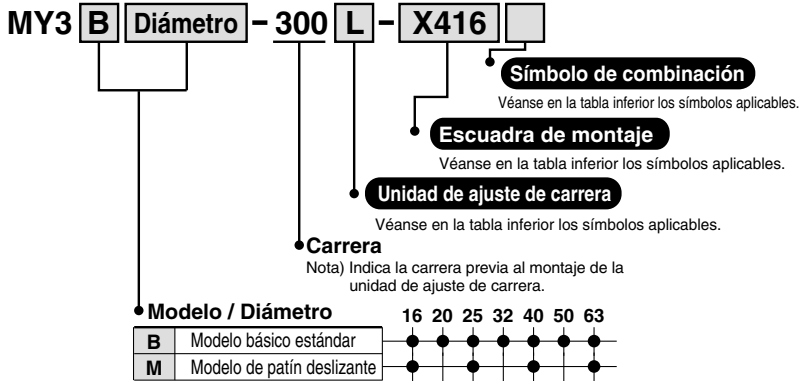 MY3 B Diámetro - 300 L - X416
Símbolo de combinación
Véanse en la tabla inferior los símbolos aplicables.
Escuadra de montaje
Véanse en la tabla inferior los símbolos aplicables.
Unidad de ajuste de carrera
Véanse en la tabla inferior los símbolos aplicables.
Carrera
Nota) Indica la carrera previa al montaje de la
unidad de ajuste de carrera.
Modelo / Diámetro 16 20 25 32 40 50 63
B Modelo básico estándar
M Modelo de patín deslizante